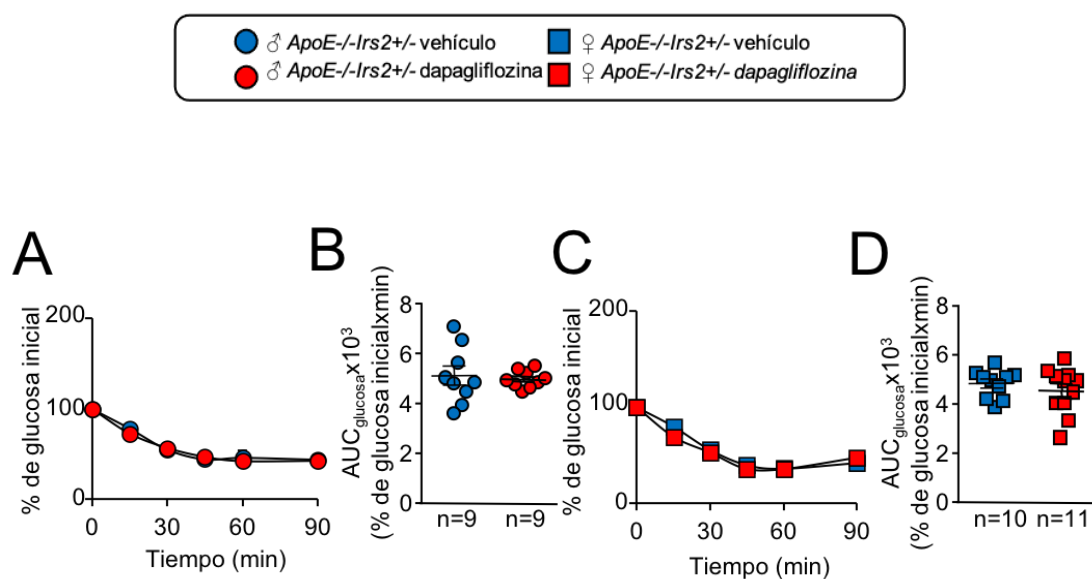 ♂ ApoE-/-Irs2+/- vehículo
♀ ApoE-/-Irs2+/- vehículo
♂ ApoE-/-Irs2+/- dapagliflozina
♀ ApoE-/-Irs2+/- dapagliflozina
A
% de glucosa inicial
200
100
0
0 30 60 90
Tiempo (min)
B
AUCglucosax10³
(% de glucosa inicialxmin)
8
6
4
2
0
n=9 n=9
C
% de glucosa inicial
200
100
0
0 30 60 90
Tiempo (min)
D
AUCglucosax10³
(% de glucosa inicialxmin)
8
6
4
2
0
n=10 n=11